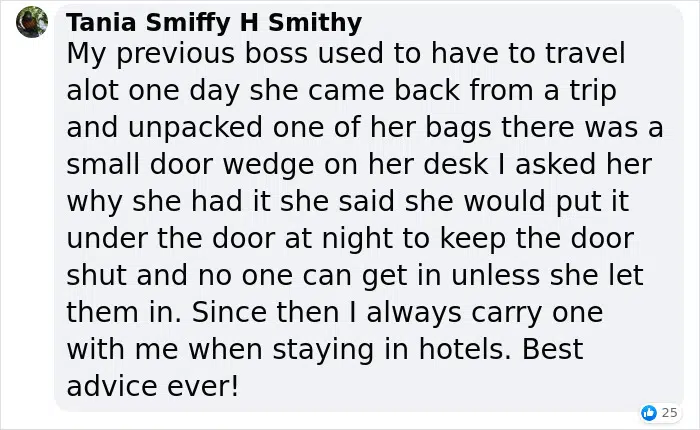 Tania Smiffy H Smithy
My previous boss used to have to travel
alot one day she came back from a trip
and unpacked one of her bags there was a
small door wedge on her desk I asked her
why she had it she said she would put it
under the door at night to keep the door
shut and no one can get in unless she let
them in. Since then I always carry one
with me when staying in hotels. Best
advice ever!
25